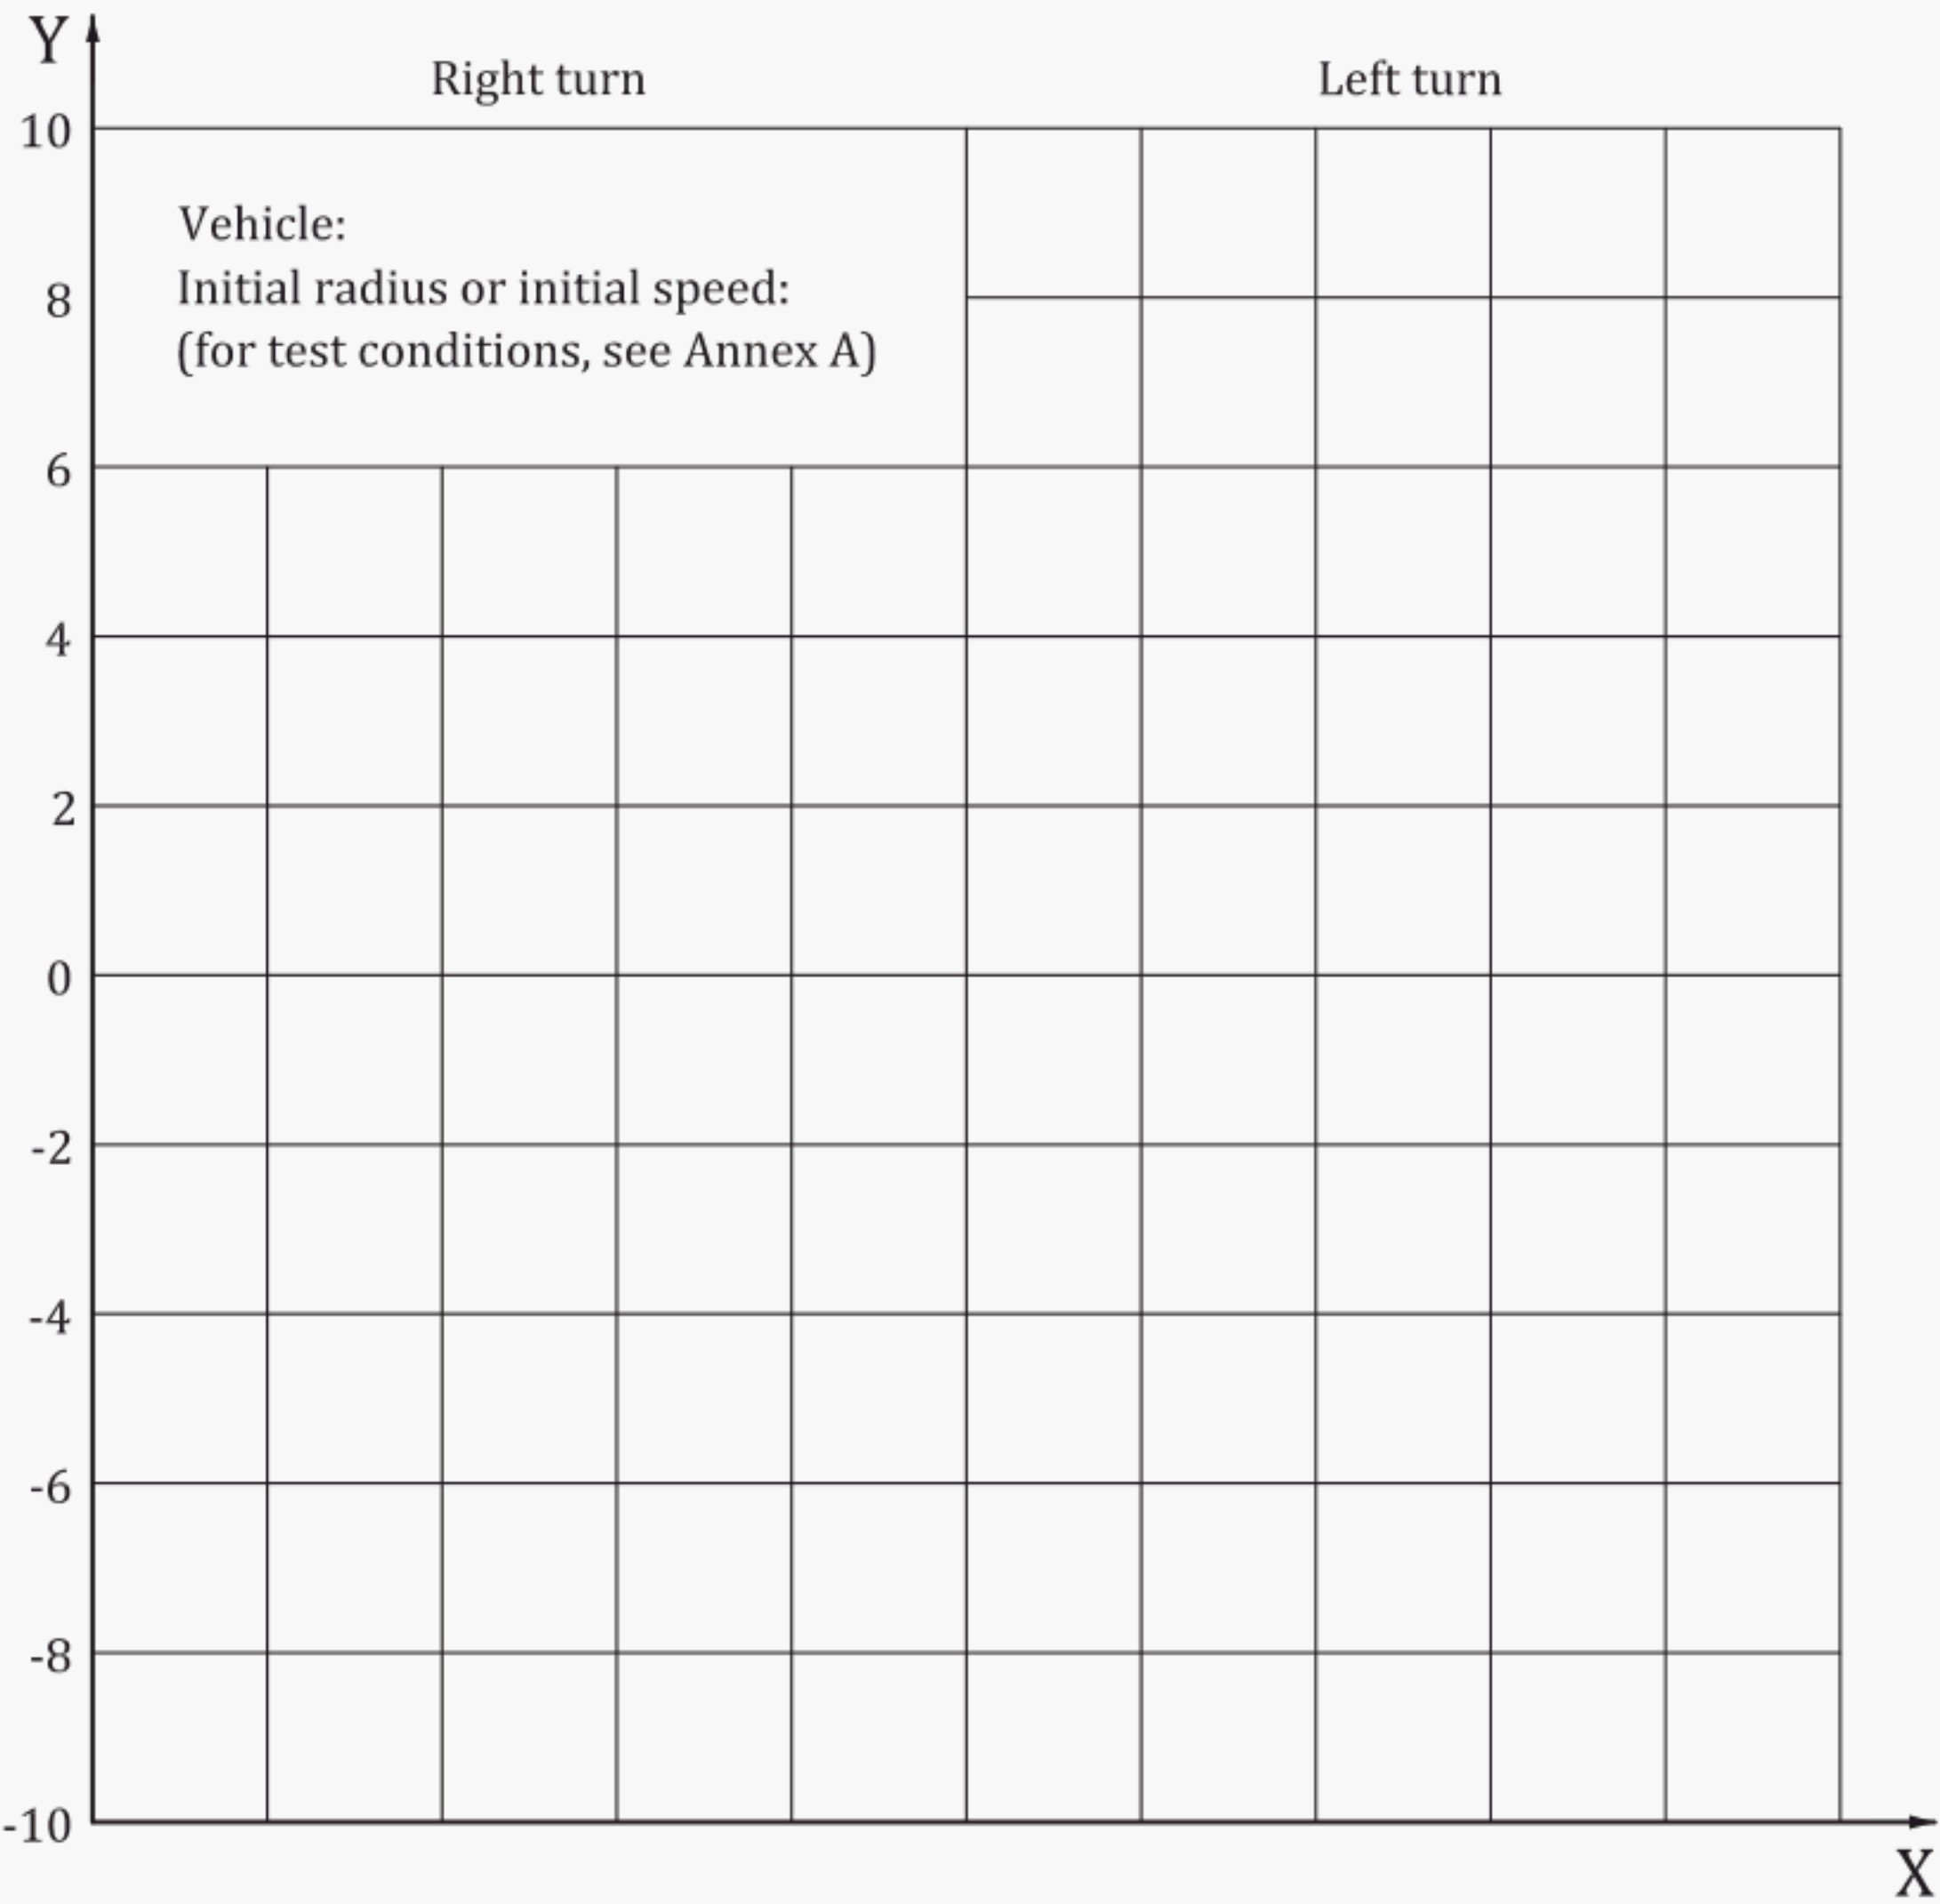 Y
Right turn Left turn
10
Vehicle:
Initial radius or initial speed:
8
(for test conditions, see Annex A)
6
4
2
0
-2
-4
-6
-8
-10
X